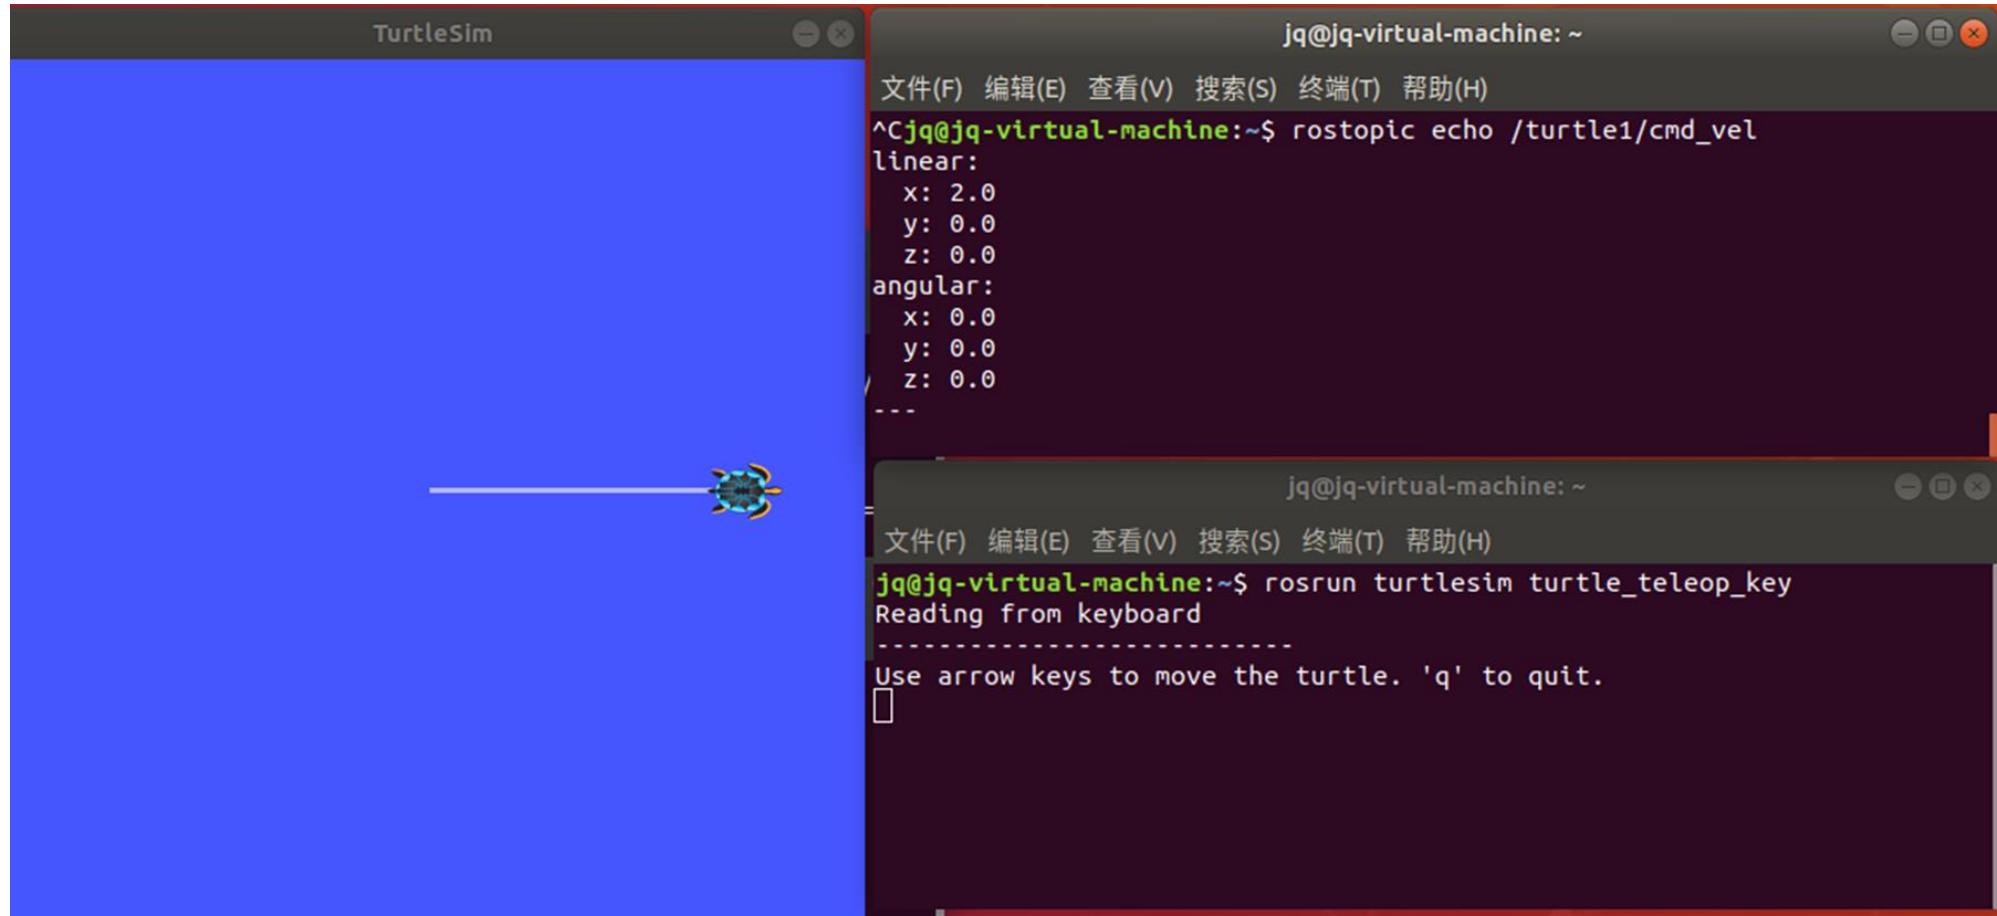 TurtleSim
jq@jq-virtual-machine: ~
文件(F) 编辑(E) 查看(V) 搜索(S) 终端(T) 帮助(H)
^Cjq@jq-virtual-machine:~$ rostopic echo /turtle1/cmd_vel
linear:
  x: 2.0
  y: 0.0
  z: 0.0
angular:
  x: 0.0
  y: 0.0
  z: 0.0
---
jq@jq-virtual-machine: ~
文件(F) 编辑(E) 查看(V) 搜索(S) 终端(T) 帮助(H)
jq@jq-virtual-machine:~$ rosrun turtlesim turtle_teleop_key
Reading from keyboard
---------------------------
Use arrow keys to move the turtle. 'q' to quit.